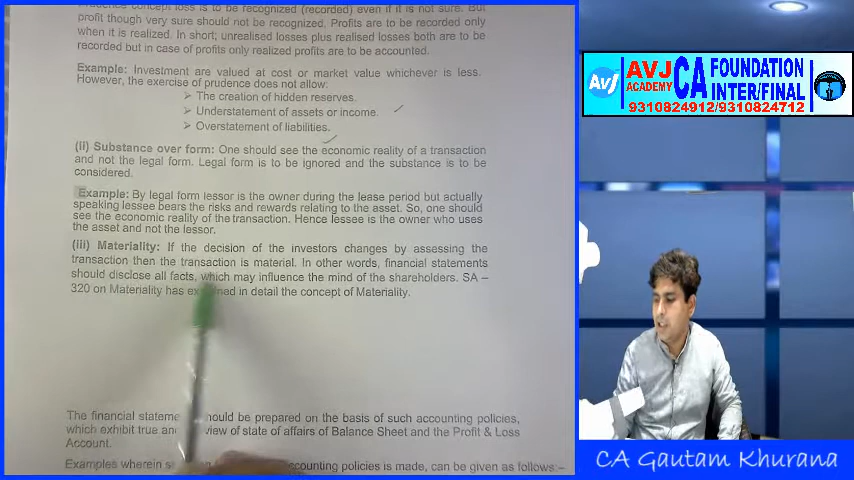 Prudence concept loss is to be recognized (recorded) even if it is not sure. But
profit though very sure should not be recognized. Profits are to be recorded only
when it is realized. In short; unrealised losses plus realised losses both are to be
recorded but in case of profits only realized profits are to be accounted.
Example: Investment are valued at cost or market value whichever is less.
However, the exercise of prudence does not allow:
➢ The creation of hidden reserves.
➢ Understatement of assets or income.
➢ Overstatement of liabilities.
(ii) Substance over form: One should see the economic reality of a transaction
and not the legal form. Legal form is to be ignored and the substance is to be
considered.
Example: By legal form lessor is the owner during the lease period but actually
speaking lessee bears the risks and rewards relating to the asset. So, one should
see the economic reality of the transaction. Hence lessee is the owner who uses
the asset and not the lessor.
(iii) Materiality: If the decision of the investors changes by assessing the
transaction then the transaction is material. In other words, financial statements
should disclose all facts, which may influence the mind of the shareholders. SA –
320 on Materiality has in detail the concept of Materiality.
The financial should be prepared on the basis of such accounting policies,
which exhibit true and view of state of affairs of Balance Sheet and the Profit & Loss
Account.
Examples wherein accounting policies is made, can be given as follows:–
AVJ
AVJ
ACADEMY
CA
FOUNDATION
INTER/FINAL
9310824912/9310824712
CA Gautam Khurana